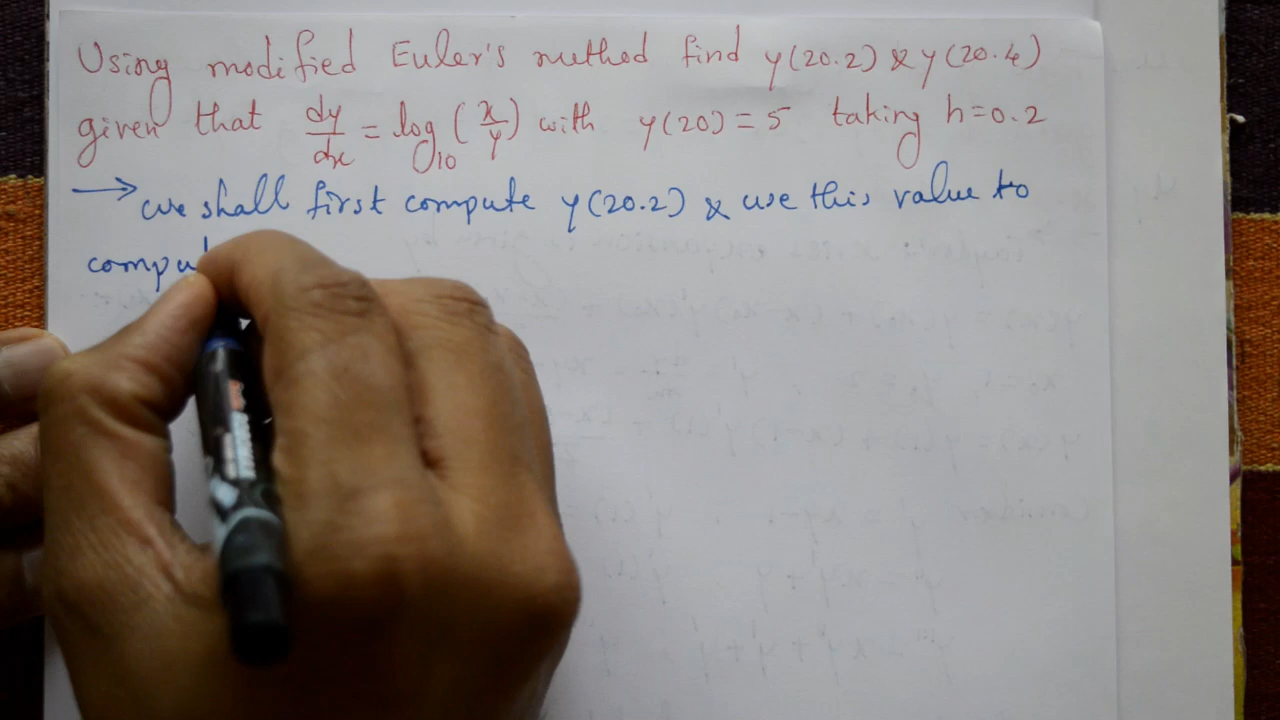 Using modified Euler's method find y(20.2) & y(20.4)
given that dy/dx = log10(x/y) with y(20) = 5 taking h=0.2
→ we shall first compute y(20.2) & use this value to